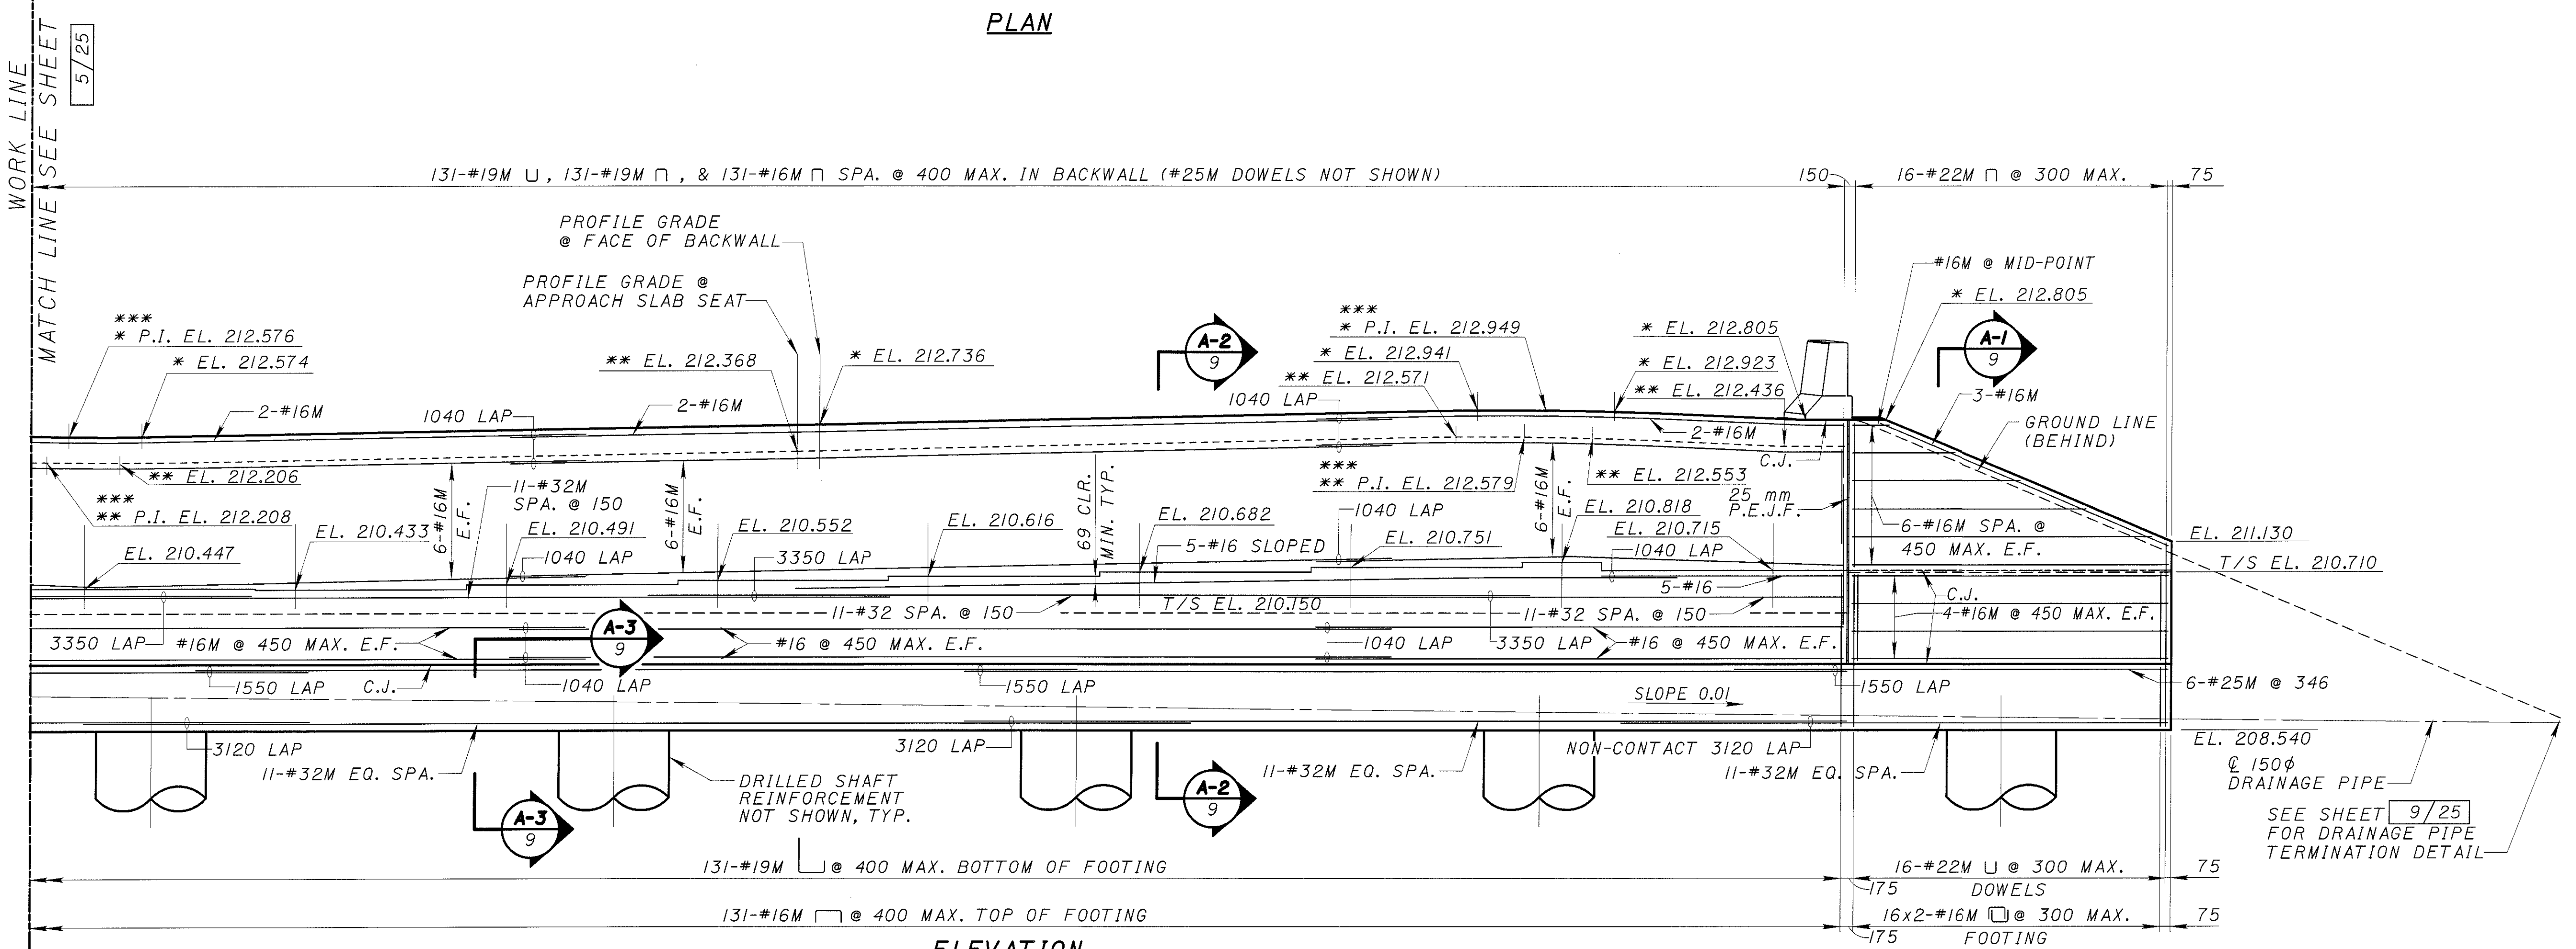 PLAN
WORK LINE
MATCH LINE SEE SHEET
5/25
131-#19M ⊔, 131-#19M ⊓, & 131-#16M ⊓ SPA. @ 400 MAX. IN BACKWALL (#25M DOWELS NOT SHOWN)
150
16-#22M ⊓ @ 300 MAX.
75
PROFILE GRADE
@ FACE OF BACKWALL
PROFILE GRADE @
APPROACH SLAB SEAT
#16M @ MID-POINT
* EL. 212.805
***
* P.I. EL. 212.576
* EL. 212.574
** EL. 212.368
* EL. 212.736
A-2
9
***
* P.I. EL. 212.949
* EL. 212.941
** EL. 212.571
* EL. 212.805
* EL. 212.923
** EL. 212.436
A-1
9
3-#16M
GROUND LINE
(BEHIND)
2-#16M
1040 LAP
2-#16M
1040 LAP
2-#16M
C.J.
** EL. 212.206
***
** P.I. EL. 212.208
6-#16M
E.F.
11-#32M
SPA. @ 150
6-#16M
E.F.
69 CLR.
MIN. TYP.
***
** P.I. EL. 212.579
6-#16M
E.F.
** EL. 212.553
25 mm
P.E.J.F.
EL. 210.447
EL. 210.433
EL. 210.491
1040 LAP
EL. 210.552
3350 LAP
EL. 210.616
EL. 210.682
5-#16 SLOPED
1040 LAP
EL. 210.751
EL. 210.818
EL. 210.715
1040 LAP
5-#16
6-#16M SPA. @
450 MAX. E.F.
EL. 211.130
T/S EL. 210.710
C.J.
4-#16M @ 450 MAX. E.F.
11-#32 SPA. @ 150
T/S EL. 210.150
11-#32 SPA. @ 150
3350 LAP
#16M @ 450 MAX. E.F.
A-3
9
#16 @ 450 MAX. E.F.
1040 LAP
3350 LAP
#16 @ 450 MAX. E.F.
1550 LAP
C.J.
1040 LAP
1550 LAP
SLOPE 0.01
1550 LAP
6-#25M @ 346
3120 LAP
11-#32M EQ. SPA.
3120 LAP
11-#32M EQ. SPA.
NON-CONTACT 3120 LAP
11-#32M EQ. SPA.
EL. 208.540
℄ 150ϕ
DRAINAGE PIPE
DRILLED SHAFT
REINFORCEMENT
NOT SHOWN, TYP.
A-3
9
A-2
9
SEE SHEET 9/25
FOR DRAINAGE PIPE
TERMINATION DETAIL
131-#19M @ 400 MAX. BOTTOM OF FOOTING
175
16-#22M ⊔ @ 300 MAX.
DOWELS
75
131-#16M ⊓ @ 400 MAX. TOP OF FOOTING
175
16x2-#16M @ 300 MAX.
FOOTING
75
ELEVATION